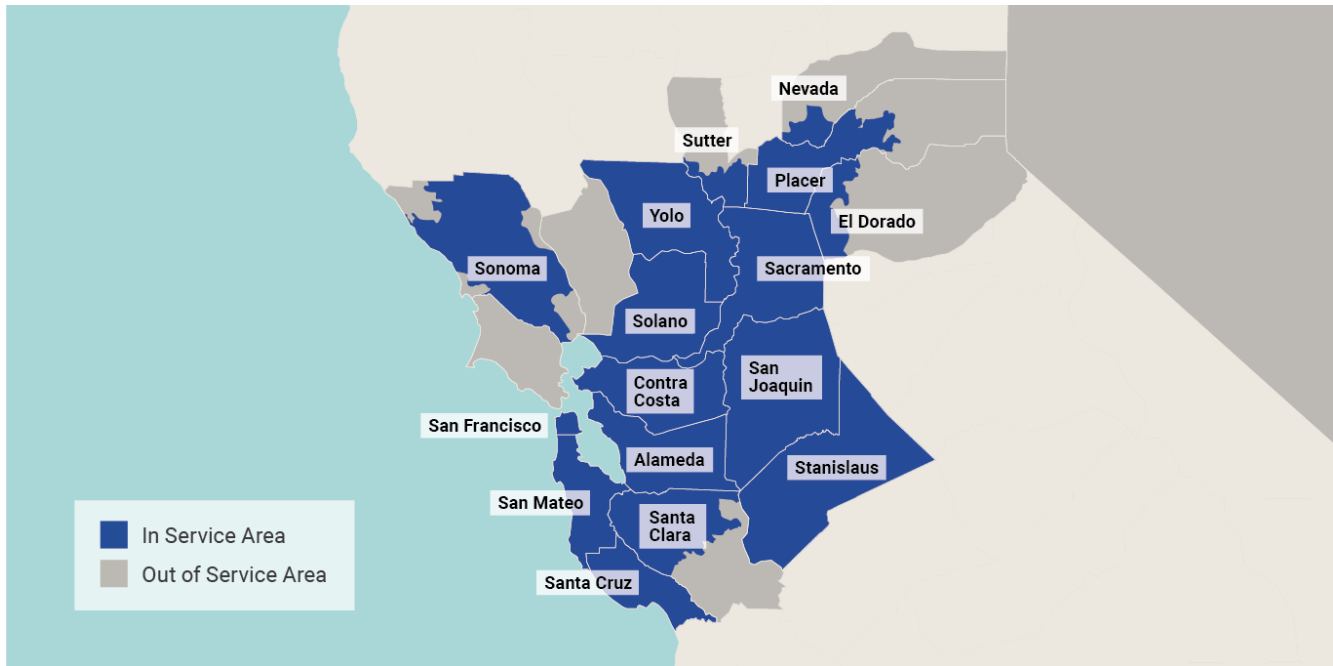 Nevada
Sutter
Placer
Yolo
El Dorado
Sonoma
Sacramento
Solano
San
Joaquin
Contra
Costa
San Francisco
Alameda
Stanislaus
San Mateo
Santa
Clara
Santa Cruz
In Service Area
Out of Service Area